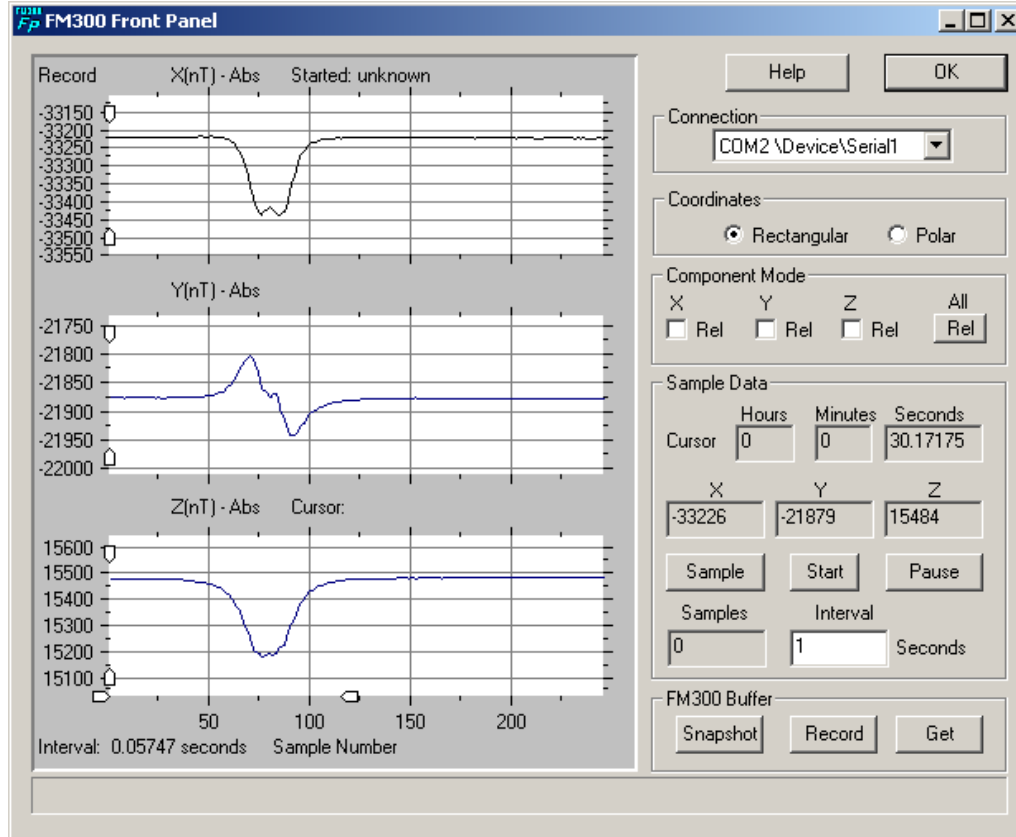 FM300
Fp FM300 Front Panel
Record X(nT) - Abs Started: unknown
-33150
-33200
-33250
-33300
-33350
-33400
-33450
-33500
-33550
Y(nT) - Abs
-21750
-21800
-21850
-21900
-21950
-22000
Z(nT) - Abs Cursor:
15600
15500
15400
15300
15200
15100
50 100 150 200
Interval: 0.05747 seconds Sample Number
Help OK
Connection
COM2 \Device\Serial1
Coordinates
Rectangular Polar
Component Mode
X Y Z All
Rel Rel Rel Rel
Sample Data
Hours Minutes Seconds
Cursor 0 0 30.17175
X Y Z
-33226 -21879 15484
Sample Start Pause
Samples Interval
0 1 Seconds
FM300 Buffer
Snapshot Record Get